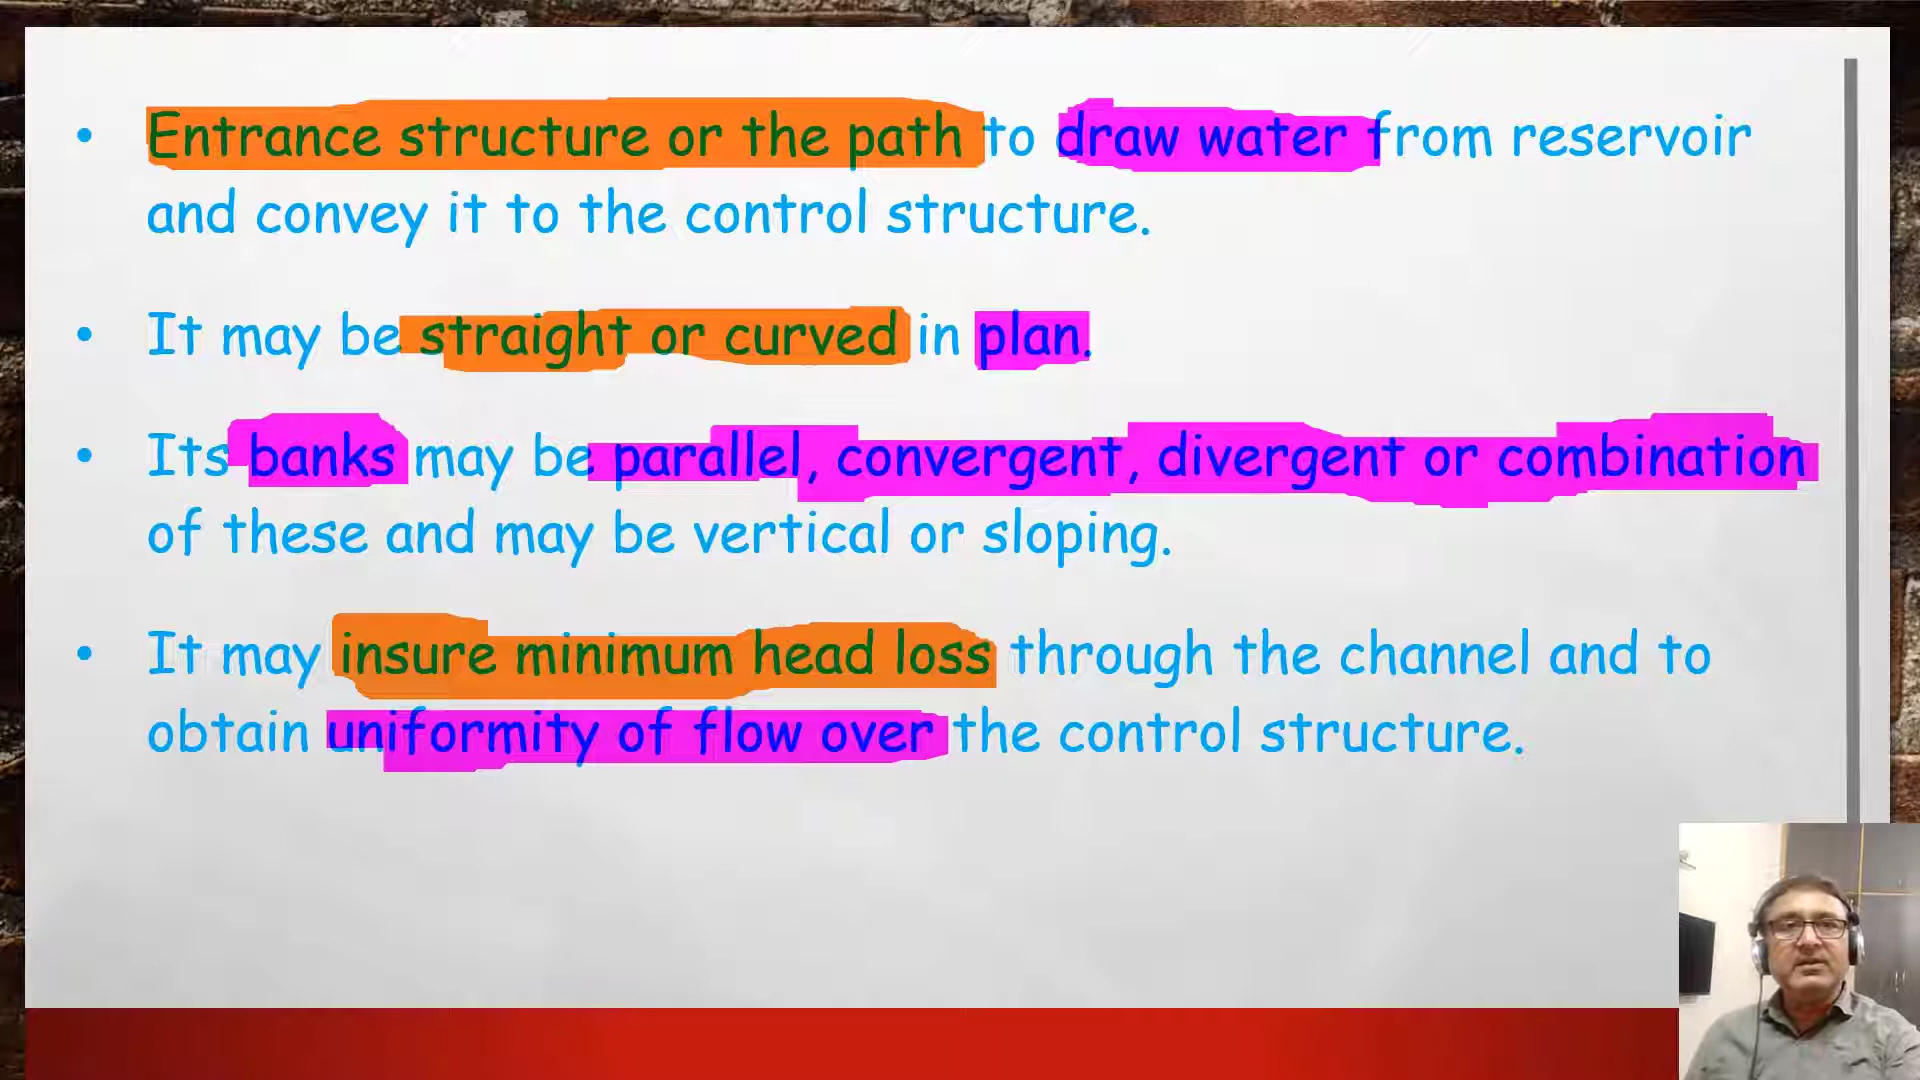 • Entrance structure or the path to draw water from reservoir
and convey it to the control structure.
• It may be straight or curved in plan.
• Its banks may be parallel, convergent, divergent or combination
of these and may be vertical or sloping.
• It may insure minimum head loss through the channel and to
obtain uniformity of flow over the control structure.